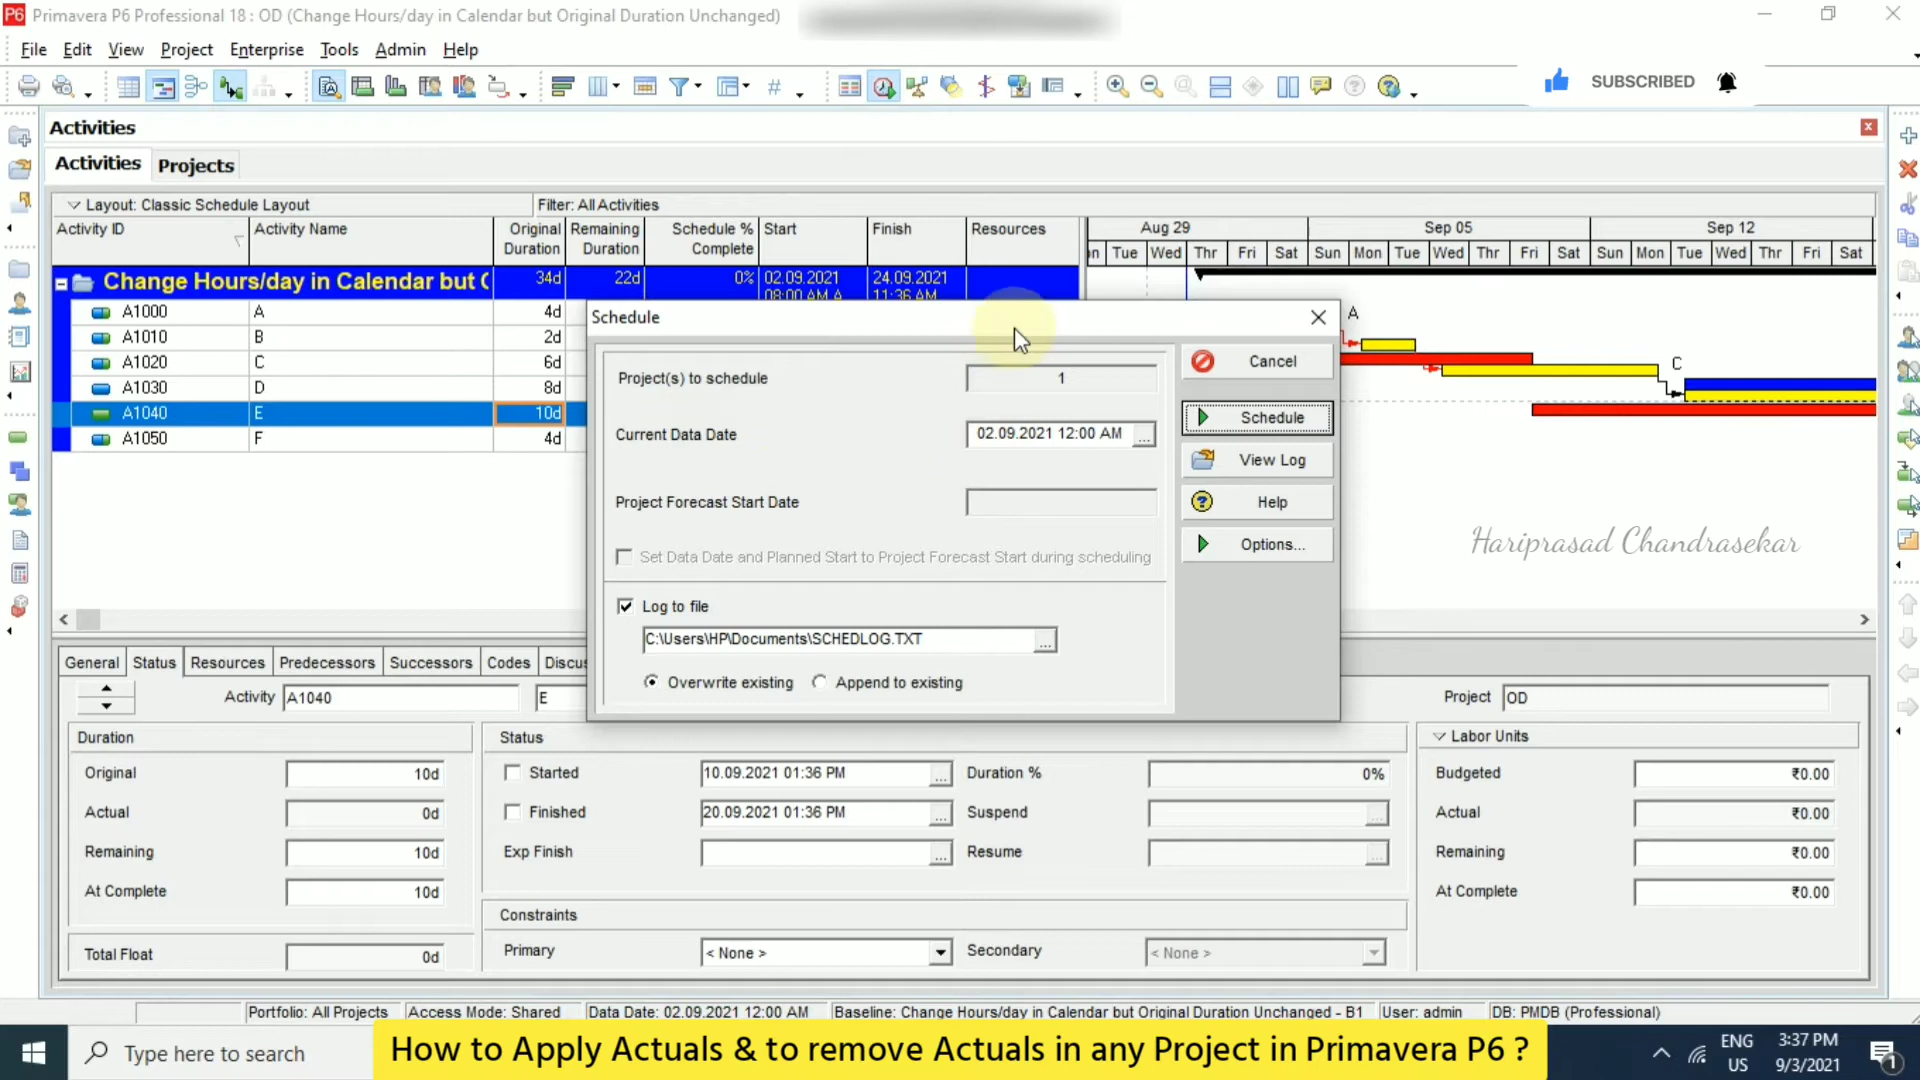 Primavera P6 Professional 18 : OD (Change Hours/day in Calendar but Original Duration Unchanged)
File Edit View Project Enterprise Tools Admin Help
SUBSCRIBED
Activities
Activities Projects
Layout: Classic Schedule Layout Filter: All Activities
Activity ID Activity Name Original Duration Remaining Duration Schedule % Complete Start Finish Resources
Aug 29 Sep 05 Sep 12
Tue Wed Thr Fri Sat Sun Mon Tue Wed Thr Fri Sat Sun Mon Tue Wed Thr Fri Sat
Change Hours/day in Calendar but 34d 22d 0% 02.09.2021 08:00 AM A 24.09.2021 11:36 AM
A1000 A 4d
A1010 B 2d
A1020 C 6d
A1030 D 8d
A1040 E 10d
A1050 F 4d
A
C
Schedule
Project(s) to schedule 1
Current Data Date 02.09.2021 12:00 AM ...
Project Forecast Start Date
Set Data Date and Planned Start to Project Forecast Start during scheduling
Log to file
C:\Users\HP\Documents\SCHEDLOG.TXT ...
Overwrite existing Append to existing
Cancel
Schedule
View Log
Help
Options...
Hariprasad Chandrasekar
General Status Resources Predecessors Successors Codes Discus
Activity A1040 E Project OD
Duration Status Labor Units
Original 10d Started 10.09.2021 01:36 PM ... Duration % 0% Budgeted ₹0.00
Actual 0d Finished 20.09.2021 01:36 PM ... Suspend ... Actual ₹0.00
Remaining 10d Exp Finish ... Resume ... Remaining ₹0.00
At Complete 10d At Complete ₹0.00
Constraints
Total Float 0d Primary < None > Secondary < None >
Portfolio: All Projects Access Mode: Shared Data Date: 02.09.2021 12:00 AM Baseline: Change Hours/day in Calendar but Original Duration Unchanged - B1 User: admin DB: PMDB (Professional)
Type here to search
How to Apply Actuals & to remove Actuals in any Project in Primavera P6 ?
ENG US
3:37 PM
9/3/2021
1